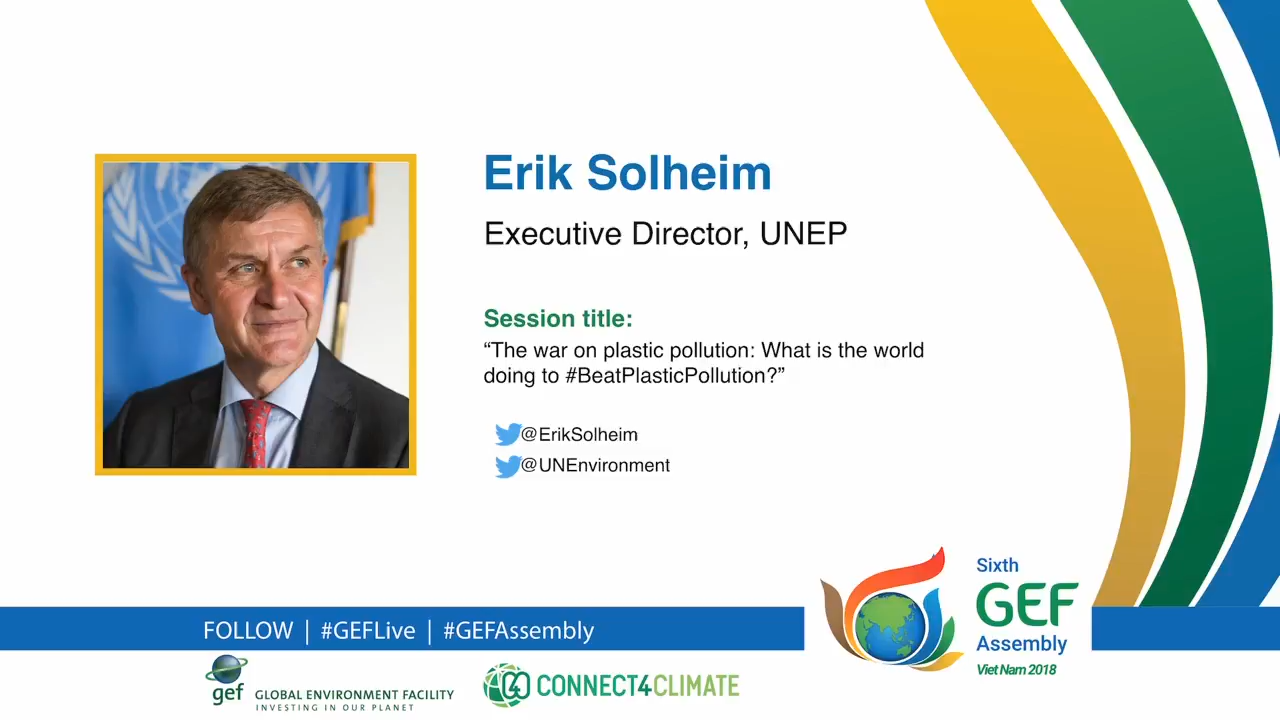 Erik Solheim
Executive Director, UNEP
Session title:
“The war on plastic pollution: What is the world
doing to #BeatPlasticPollution?”
@ErikSolheim
@UNEnvironment
Sixth
GEF
Assembly
Viet Nam 2018
FOLLOW | #GEFLive | #GEFAssembly
gef GLOBAL ENVIRONMENT FACILITY
INVESTING IN OUR PLANET
C4 CONNECT4CLIMATE